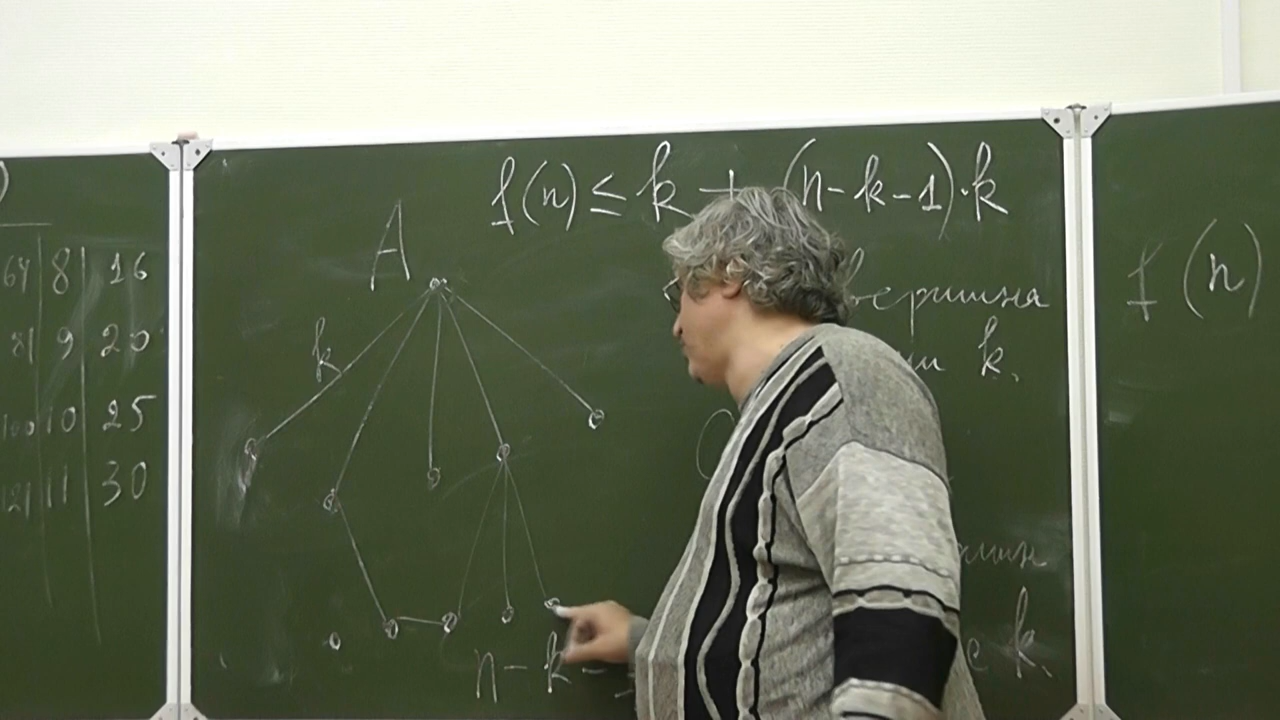 64 8 16
81 9 20
100 10 25
121 11 30
A
k
n - k -
f(n) ≤ k + (n-k-1)·k
вершина
k.
k.
f(n)